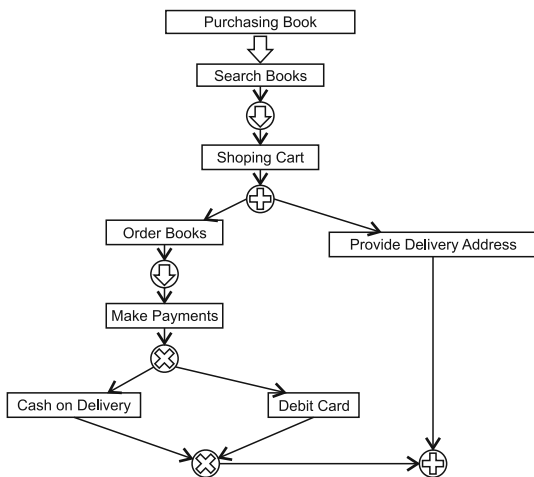 Purchasing Book
Search Books
Shoping Cart
Order Books
Provide Delivery Address
Make Payments
Cash on Delivery
Debit Card